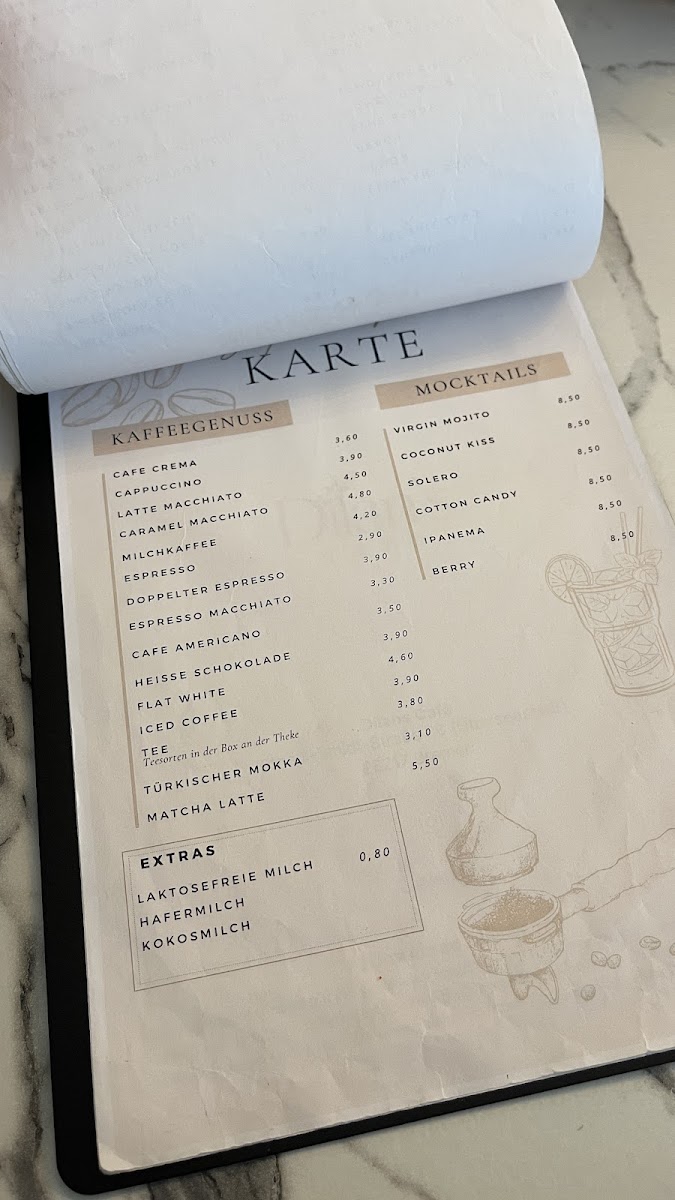 KARTE
KAFFEEGENUSS
CAFE CREMA 3,60
CAPPUCCINO 3,90
LATTE MACCHIATO 4,50
CARAMEL MACCHIATO 4,80
MILCHKAFFEE 4,20
ESPRESSO 2,90
DOPPELTER ESPRESSO 3,90
ESPRESSO MACCHIATO 3,30
CAFE AMERICANO 3,50
HEISSE SCHOKOLADE 3,90
FLAT WHITE 4,60
ICED COFFEE 3,90
TEE 3,80
Teesorten in der Box an der Theke
TÜRKISCHER MOKKA 3,10
MATCHA LATTE 5,50
EXTRAS
LAKTOSEFREIE MILCH 0,80
HAFERMILCH
KOKOSMILCH
MOCKTAILS
VIRGIN MOJITO 8,50
COCONUT KISS 8,50
SOLERO 8,50
COTTON CANDY 8,50
IPANEMA 8,50
BERRY 8,50